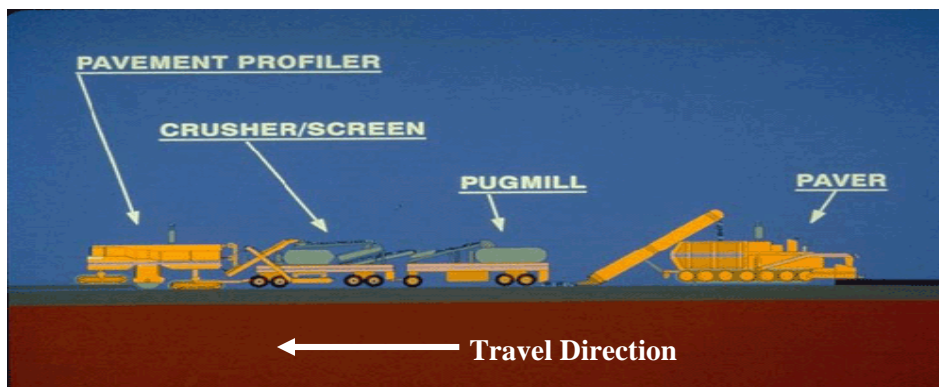 PAVEMENT PROFILER
CRUSHER/SCREEN
PUGMILL
PAVER
Travel Direction